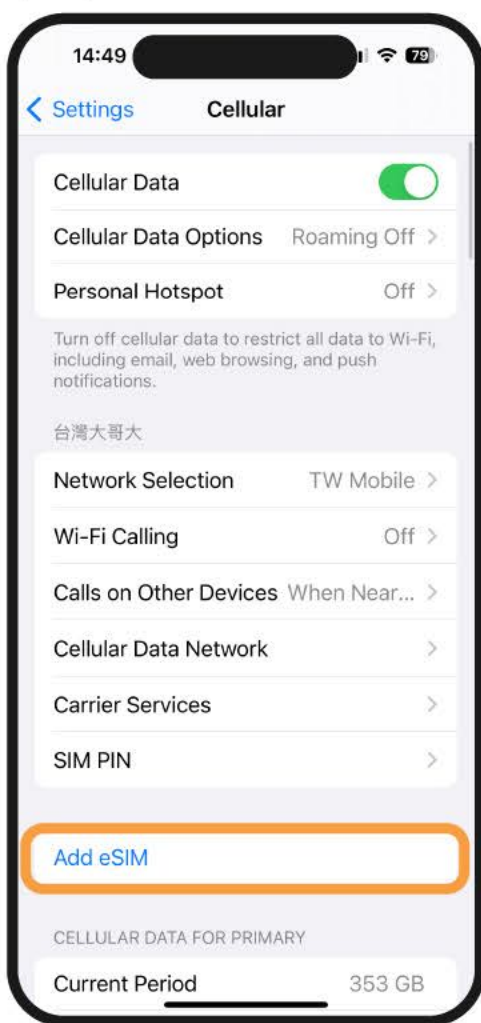 14:49
79
Settings
Cellular
Cellular Data
Cellular Data Options Roaming Off
Personal Hotspot Off
Turn off cellular data to restrict all data to Wi-Fi,
including email, web browsing, and push
notifications.
台灣大哥大
Network Selection TW Mobile
Wi-Fi Calling Off
Calls on Other Devices When Near...
Cellular Data Network
Carrier Services
SIM PIN
Add eSIM
CELLULAR DATA FOR PRIMARY
Current Period 353 GB